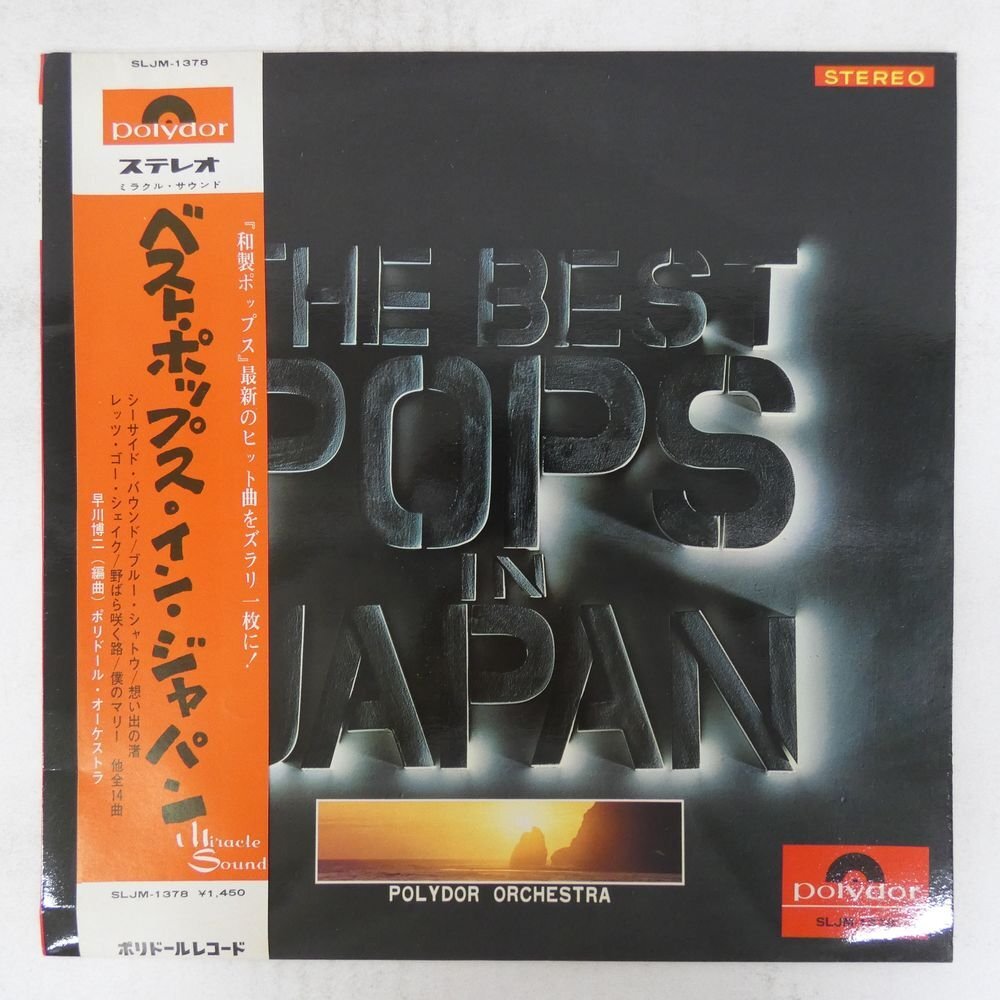 SLJM-1378
polydor
ステレオ
ミラクル・サウンド
『和製ポップス』最新のヒット曲をズラリ一枚に!
ベスト・ポップス・イン・ジャパン
シーサイド・バウンド/ブルー・シャトウ/想い出の渚
レッツ・ゴー・シェイク/野ばら咲く路/僕のマリー 他全14曲
早川博二(編曲)ポリドール・オーケストラ
Miracle
Sound
SLJM-1378 ¥1,450
ポリドールレコード
STEREO
THE BEST
POPS
IN
JAPAN
POLYDOR ORCHESTRA
polydor
SLJM-1378